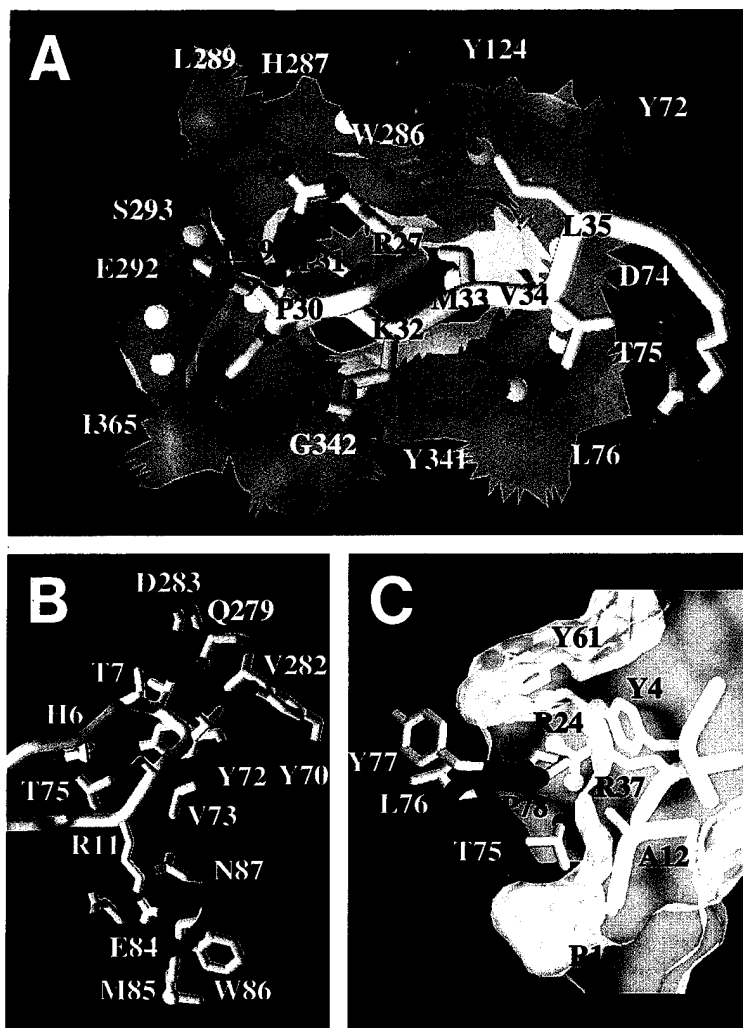 A
L289
H287
Y124
Y72
W286
S293
R27
L35
E292
P30
M33
V34
D74
K32
T75
I365
G342
Y341
L76
B
D283
Q279
T7
V282
H6
T75
Y72
Y70
V73
R11
N87
E84
M85
W86
C
Y61
Y4
R24
Y77
L76
R37
T75
A12